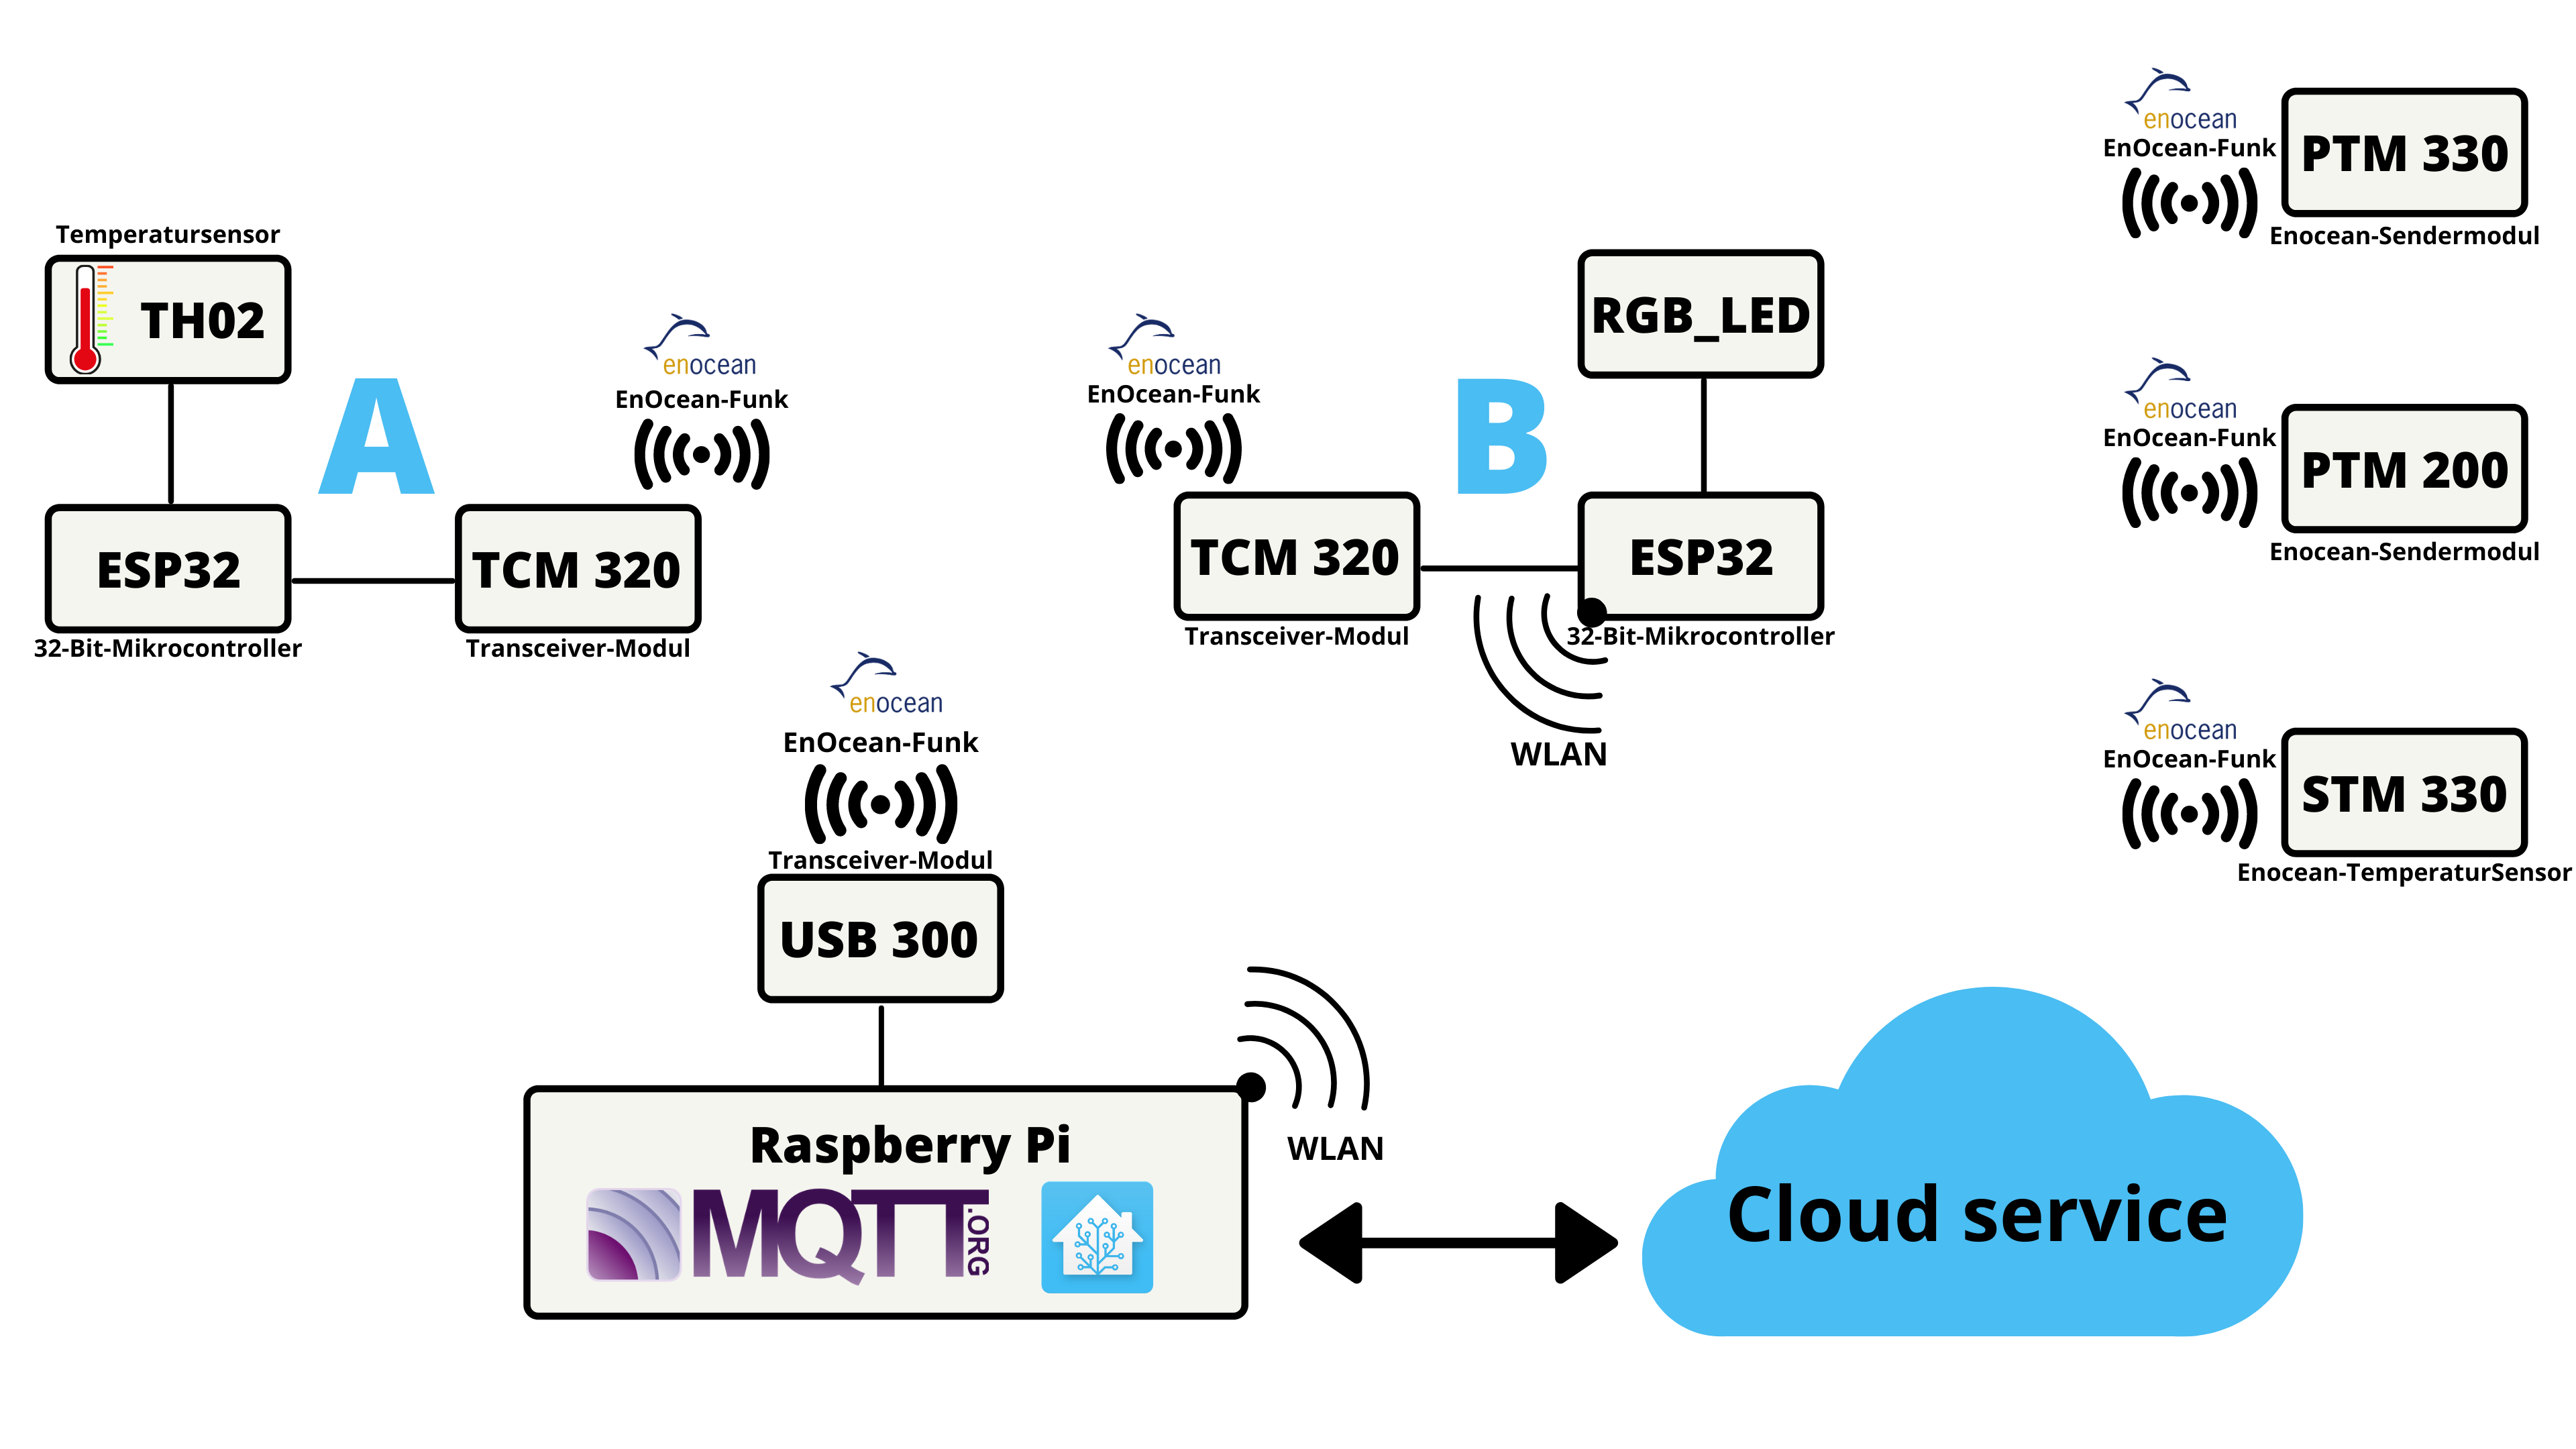 Temperatursensor
TH02
A
ESP32
32-Bit-Mikrocontroller
TCM 320
Transceiver-Modul
enocean
EnOcean-Funk
enocean
EnOcean-Funk
B
RGB_LED
TCM 320
Transceiver-Modul
ESP32
32-Bit-Mikrocontroller
WLAN
enocean
EnOcean-Funk
PTM 330
Enocean-Sendermodul
enocean
EnOcean-Funk
PTM 200
Enocean-Sendermodul
enocean
EnOcean-Funk
STM 330
Enocean-TemperaturSensor
enocean
EnOcean-Funk
Transceiver-Modul
USB 300
Raspberry Pi
MQTT
.ORG
WLAN
Cloud service